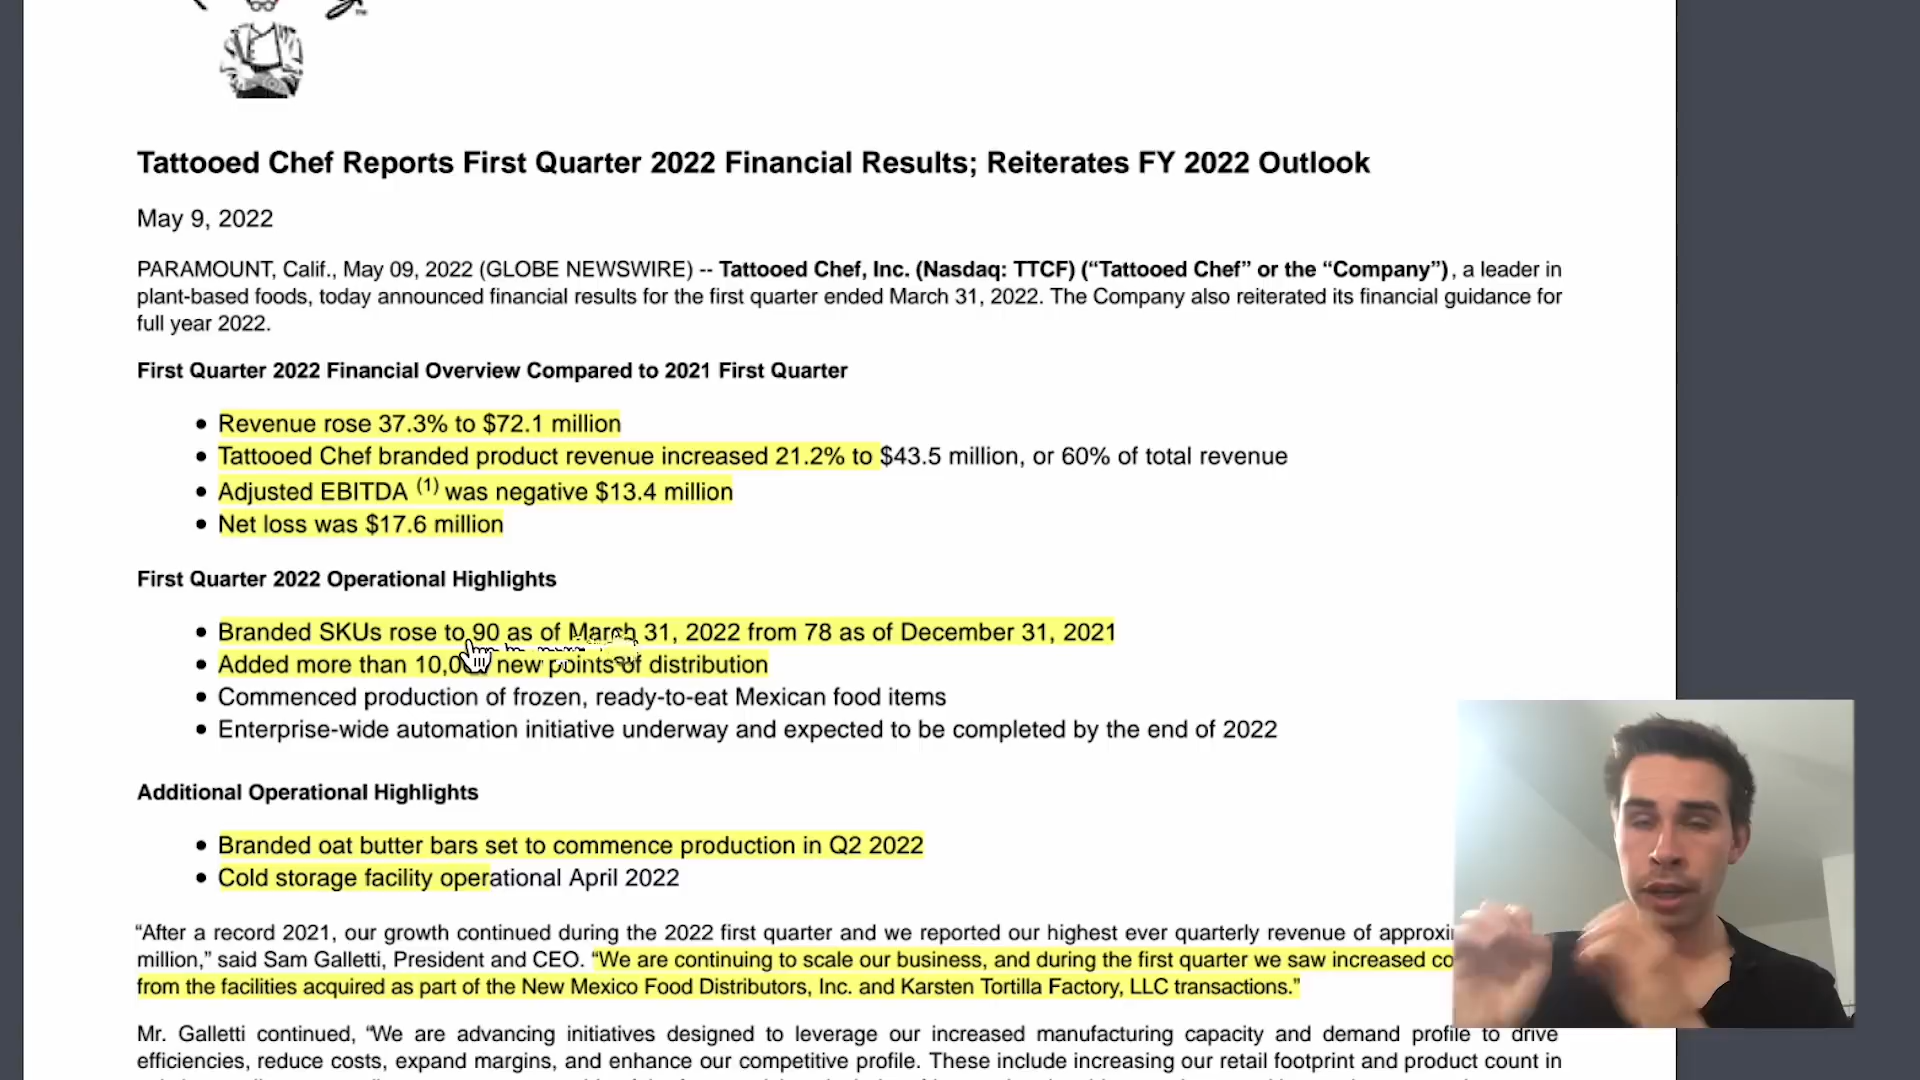 Tattooed Chef Reports First Quarter 2022 Financial Results; Reiterates FY 2022 Outlook
May 9, 2022
PARAMOUNT, Calif., May 09, 2022 (GLOBE NEWSWIRE) -- Tattooed Chef, Inc. (Nasdaq: TTCF) (“Tattooed Chef” or the “Company”), a leader in
plant-based foods, today announced financial results for the first quarter ended March 31, 2022. The Company also reiterated its financial guidance for
full year 2022.
First Quarter 2022 Financial Overview Compared to 2021 First Quarter
• Revenue rose 37.3% to $72.1 million
• Tattooed Chef branded product revenue increased 21.2% to $43.5 million, or 60% of total revenue
• Adjusted EBITDA (1) was negative $13.4 million
• Net loss was $17.6 million
First Quarter 2022 Operational Highlights
• Branded SKUs rose to 90 as of March 31, 2022 from 78 as of December 31, 2021
• Added more than new points of distribution
• Commenced production of frozen, ready-to-eat Mexican food items
• Enterprise-wide automation initiative underway and expected to be completed by the end of 2022
Additional Operational Highlights
• Branded oat butter bars set to commence production in Q2 2022
• Cold storage facility operational April 2022
“After a record 2021, our growth continued during the 2022 first quarter and we reported our highest ever quarterly revenue of
million,” said Sam Galletti, President and CEO. “We are continuing to scale our business, and during the first quarter we saw increased
from the facilities acquired as part of the New Mexico Food Distributors, Inc. and Karsten Tortilla Factory, LLC transactions.”
Mr. Galletti continued, “We are advancing initiatives designed to leverage our increased manufacturing capacity and demand profile to drive
efficiencies, reduce costs, expand margins, and enhance our competitive profile. These include increasing our retail footprint and product count in